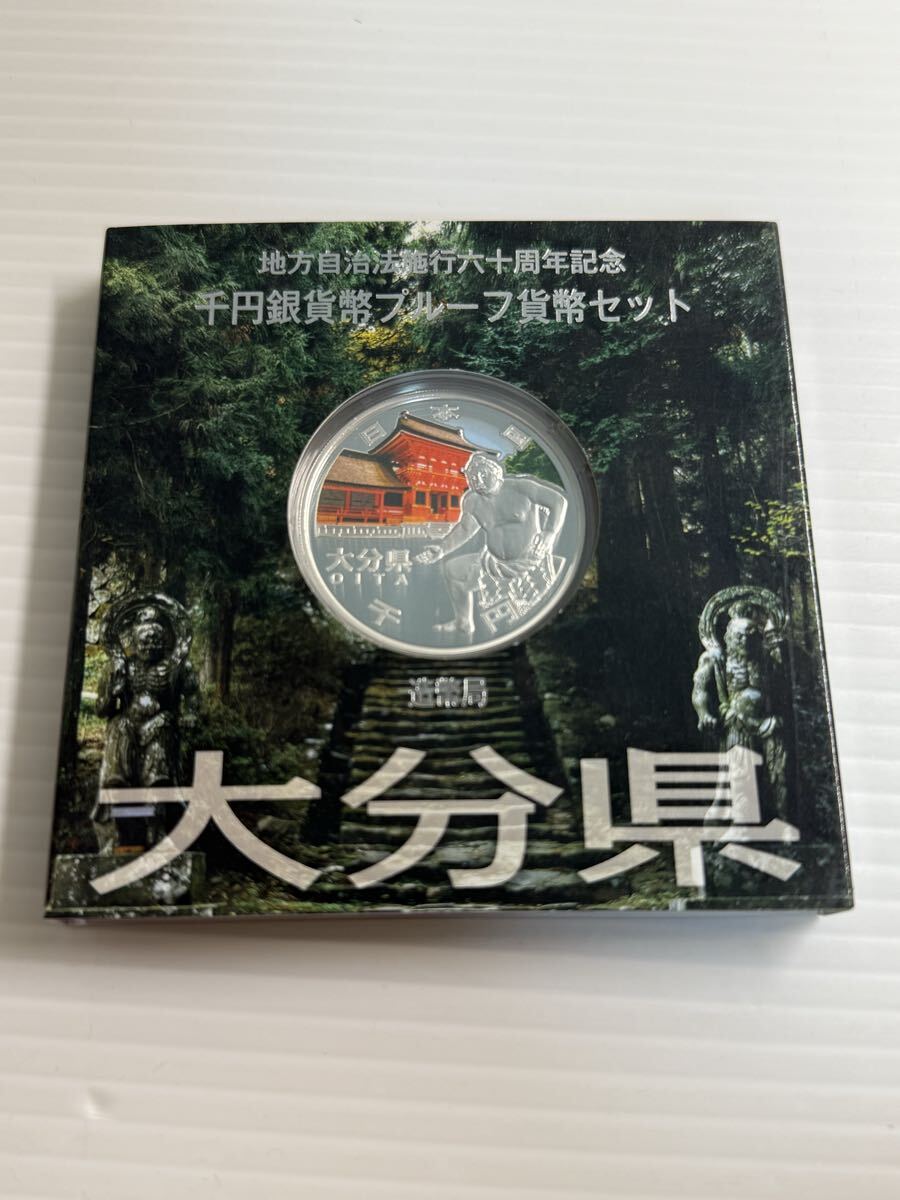 地方自治法施行六十周年記念
千円銀貨幣プルーフ貨幣セット
日本国
大分県
OITA
千円
造幣局
大分県